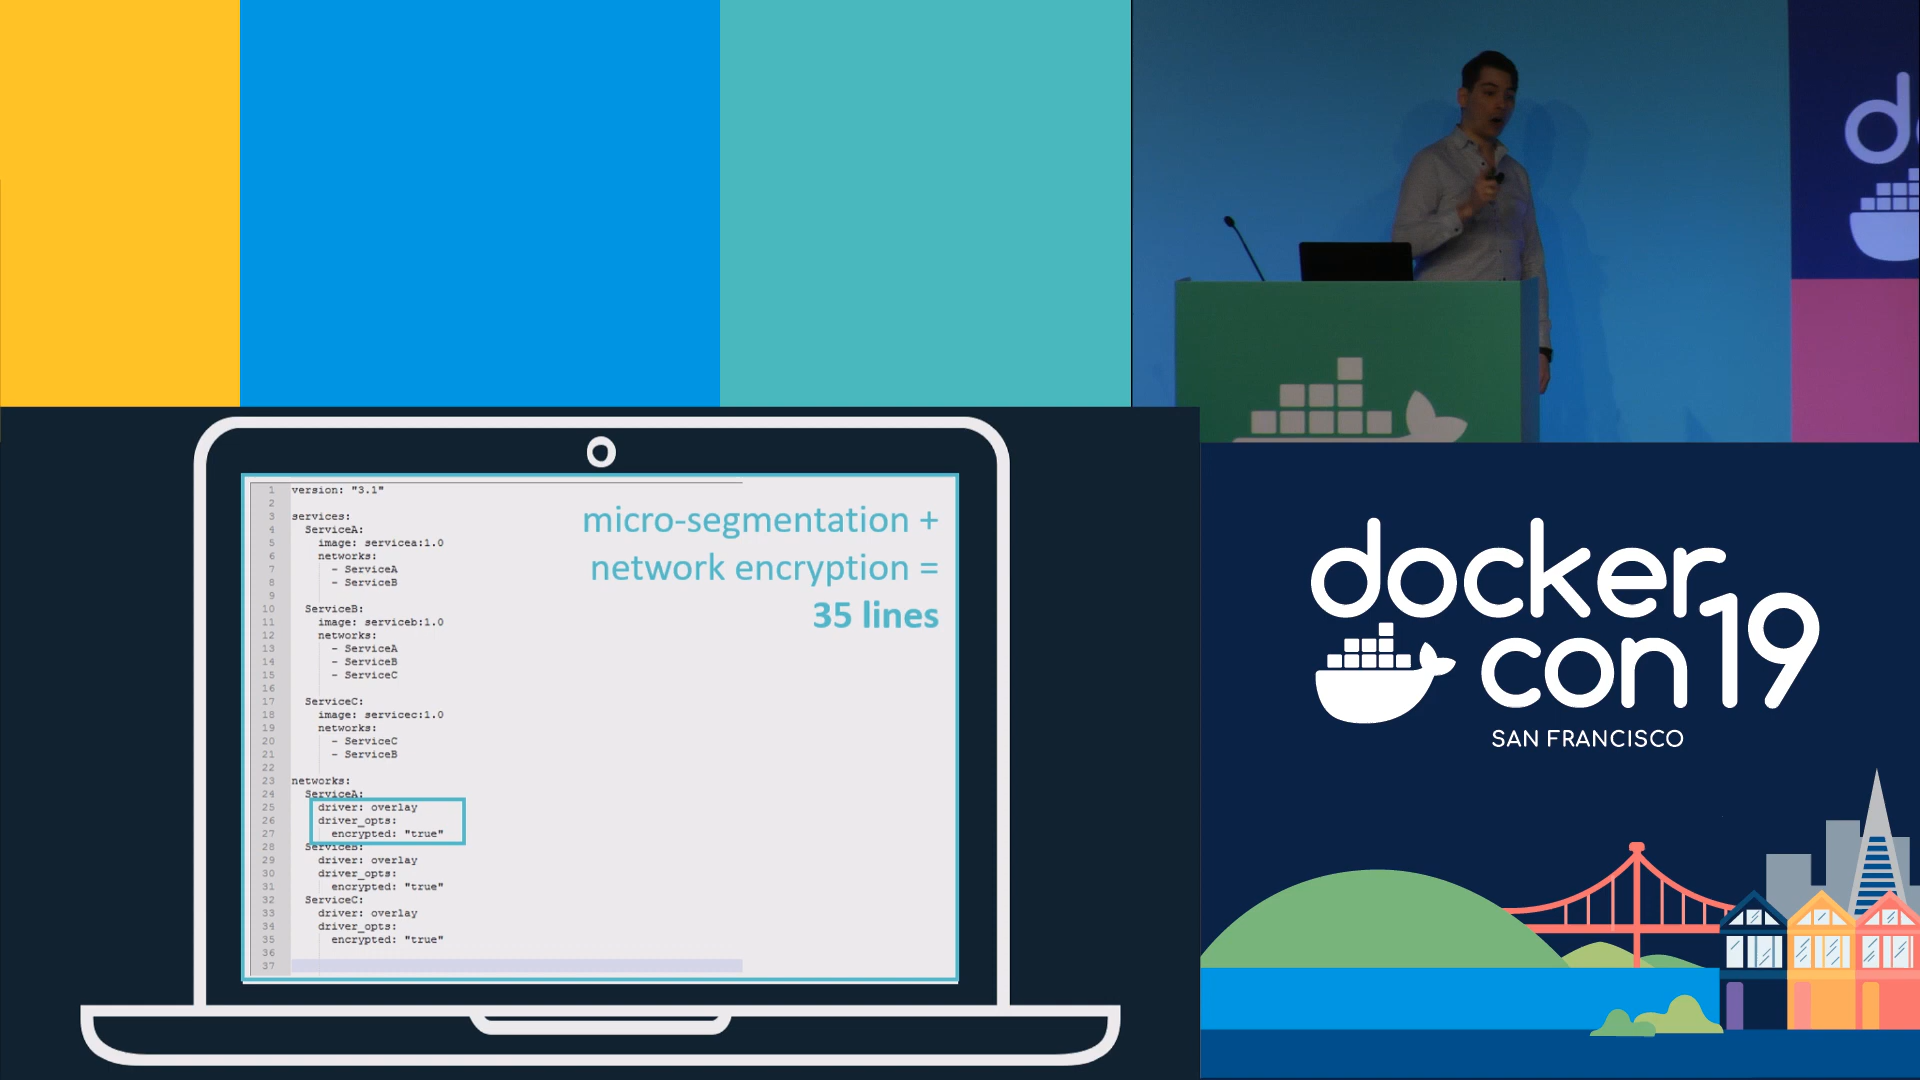 d
1 version: "3.1"
2
3 services:
4 ServiceA:
5 image: servicea:1.0
6 networks:
7 - ServiceA
8 - ServiceB
9
10 ServiceB:
11 image: serviceb:1.0
12 networks:
13 - ServiceA
14 - ServiceB
15 - ServiceC
16
17 ServiceC:
18 image: servicec:1.0
19 networks:
20 - ServiceC
21 - ServiceB
22
23 networks:
24 ServiceA:
25 driver: overlay
26 driver_opts:
27 encrypted: "true"
28 ServiceB:
29 driver: overlay
30 driver_opts:
31 encrypted: "true"
32 ServiceC:
33 driver: overlay
34 driver_opts:
35 encrypted: "true"
36
37
micro-segmentation +
network encryption =
35 lines
docker
con 19
SAN FRANCISCO